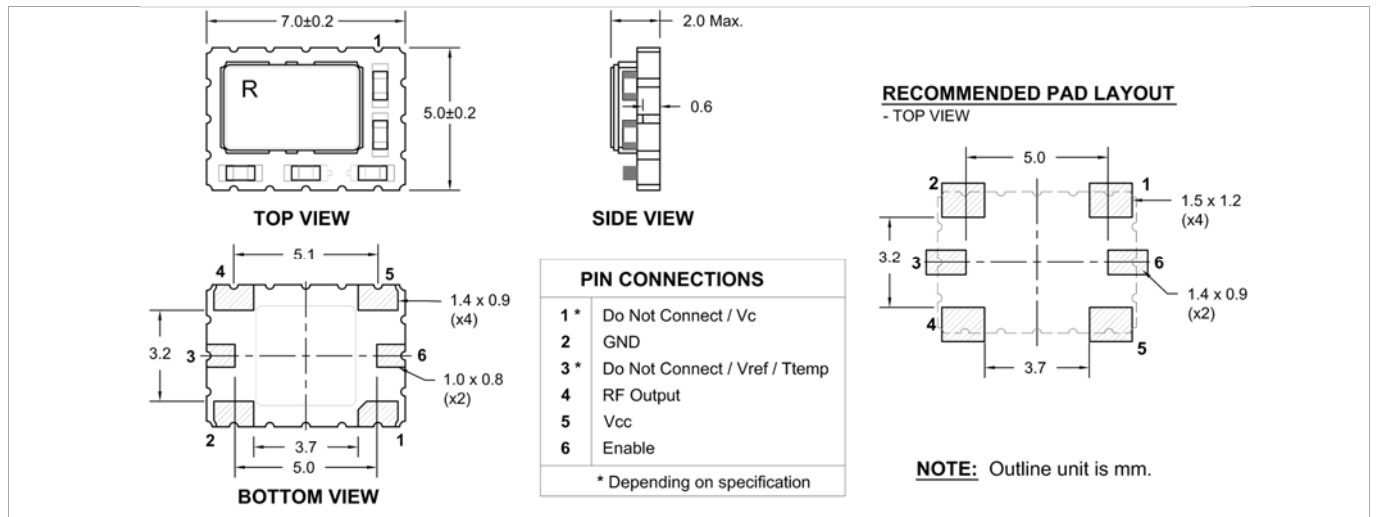 7.0±0.2
1
R
5.0±0.2
TOP VIEW
2.0 Max.
0.6
SIDE VIEW
RECOMMENDED PAD LAYOUT
- TOP VIEW
5.0
2
1
1.5 x 1.2
(x4)
3.2
3
6
1.4 x 0.9
(x2)
4
5
3.7
5.1
4
5
1.4 x 0.9
(x4)
3.2
3
6
1.0 x 0.8
(x2)
2
1
3.7
5.0
BOTTOM VIEW
PIN CONNECTIONS
1 * Do Not Connect / Vc
2 GND
3 * Do Not Connect / Vref / Ttemp
4 RF Output
5 Vcc
6 Enable
* Depending on specification
NOTE: Outline unit is mm.